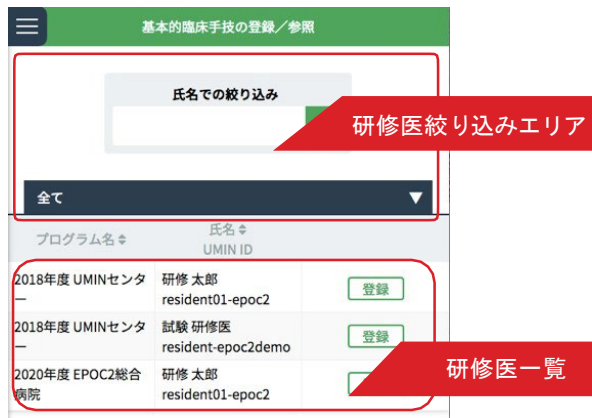 基本的臨床手技の登録／参照
氏名での絞り込み
研修医絞り込みエリア
全て ▼
プログラム名
氏名
UMIN ID
2018年度 UMINセンタ
ー
研修 太郎
resident01-epoc2
登録
2018年度 UMINセンタ
ー
試験 研修医
resident-epoc2demo
登録
2020年度 EPOC2総合
病院
研修 太郎
resident01-epoc2
研修医一覧